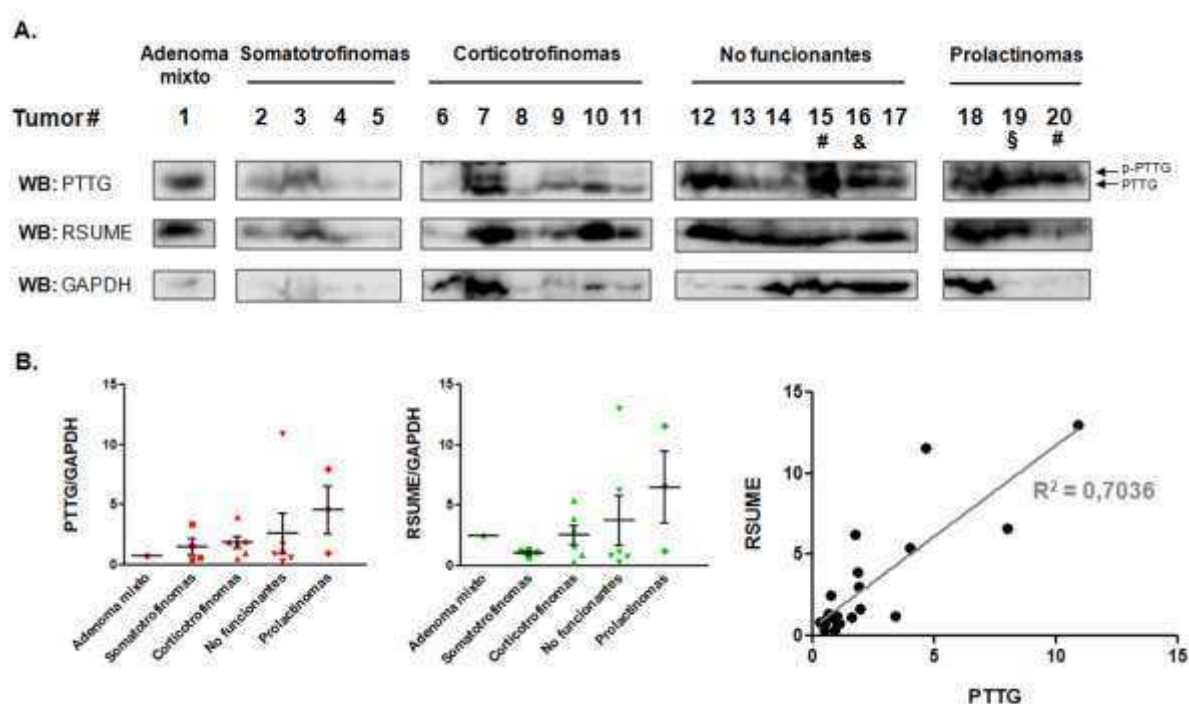 A.
Adenoma mixto
Somatotrofinomas
Corticotrofinomas
No funcionantes
Prolactinomas
Tumor # 1 2 3 4 5 6 7 8 9 10 11 12 13 14 15 16 17 18 19 20
# & § #
WB: PTTG
p-PTTG
PTTG
WB: RSUME
WB: GAPDH
B.
PTTG/GAPDH
15
10
5
0
Adenoma mixto
Somatotrofinomas
Corticotrofinomas
No funcionantes
Prolactinomas
RSUME/GAPDH
15
10
5
0
Adenoma mixto
Somatotrofinomas
Corticotrofinomas
No funcionantes
Prolactinomas
RSUME
15
10
5
0
R² = 0,7036
0 5 10 15
PTTG